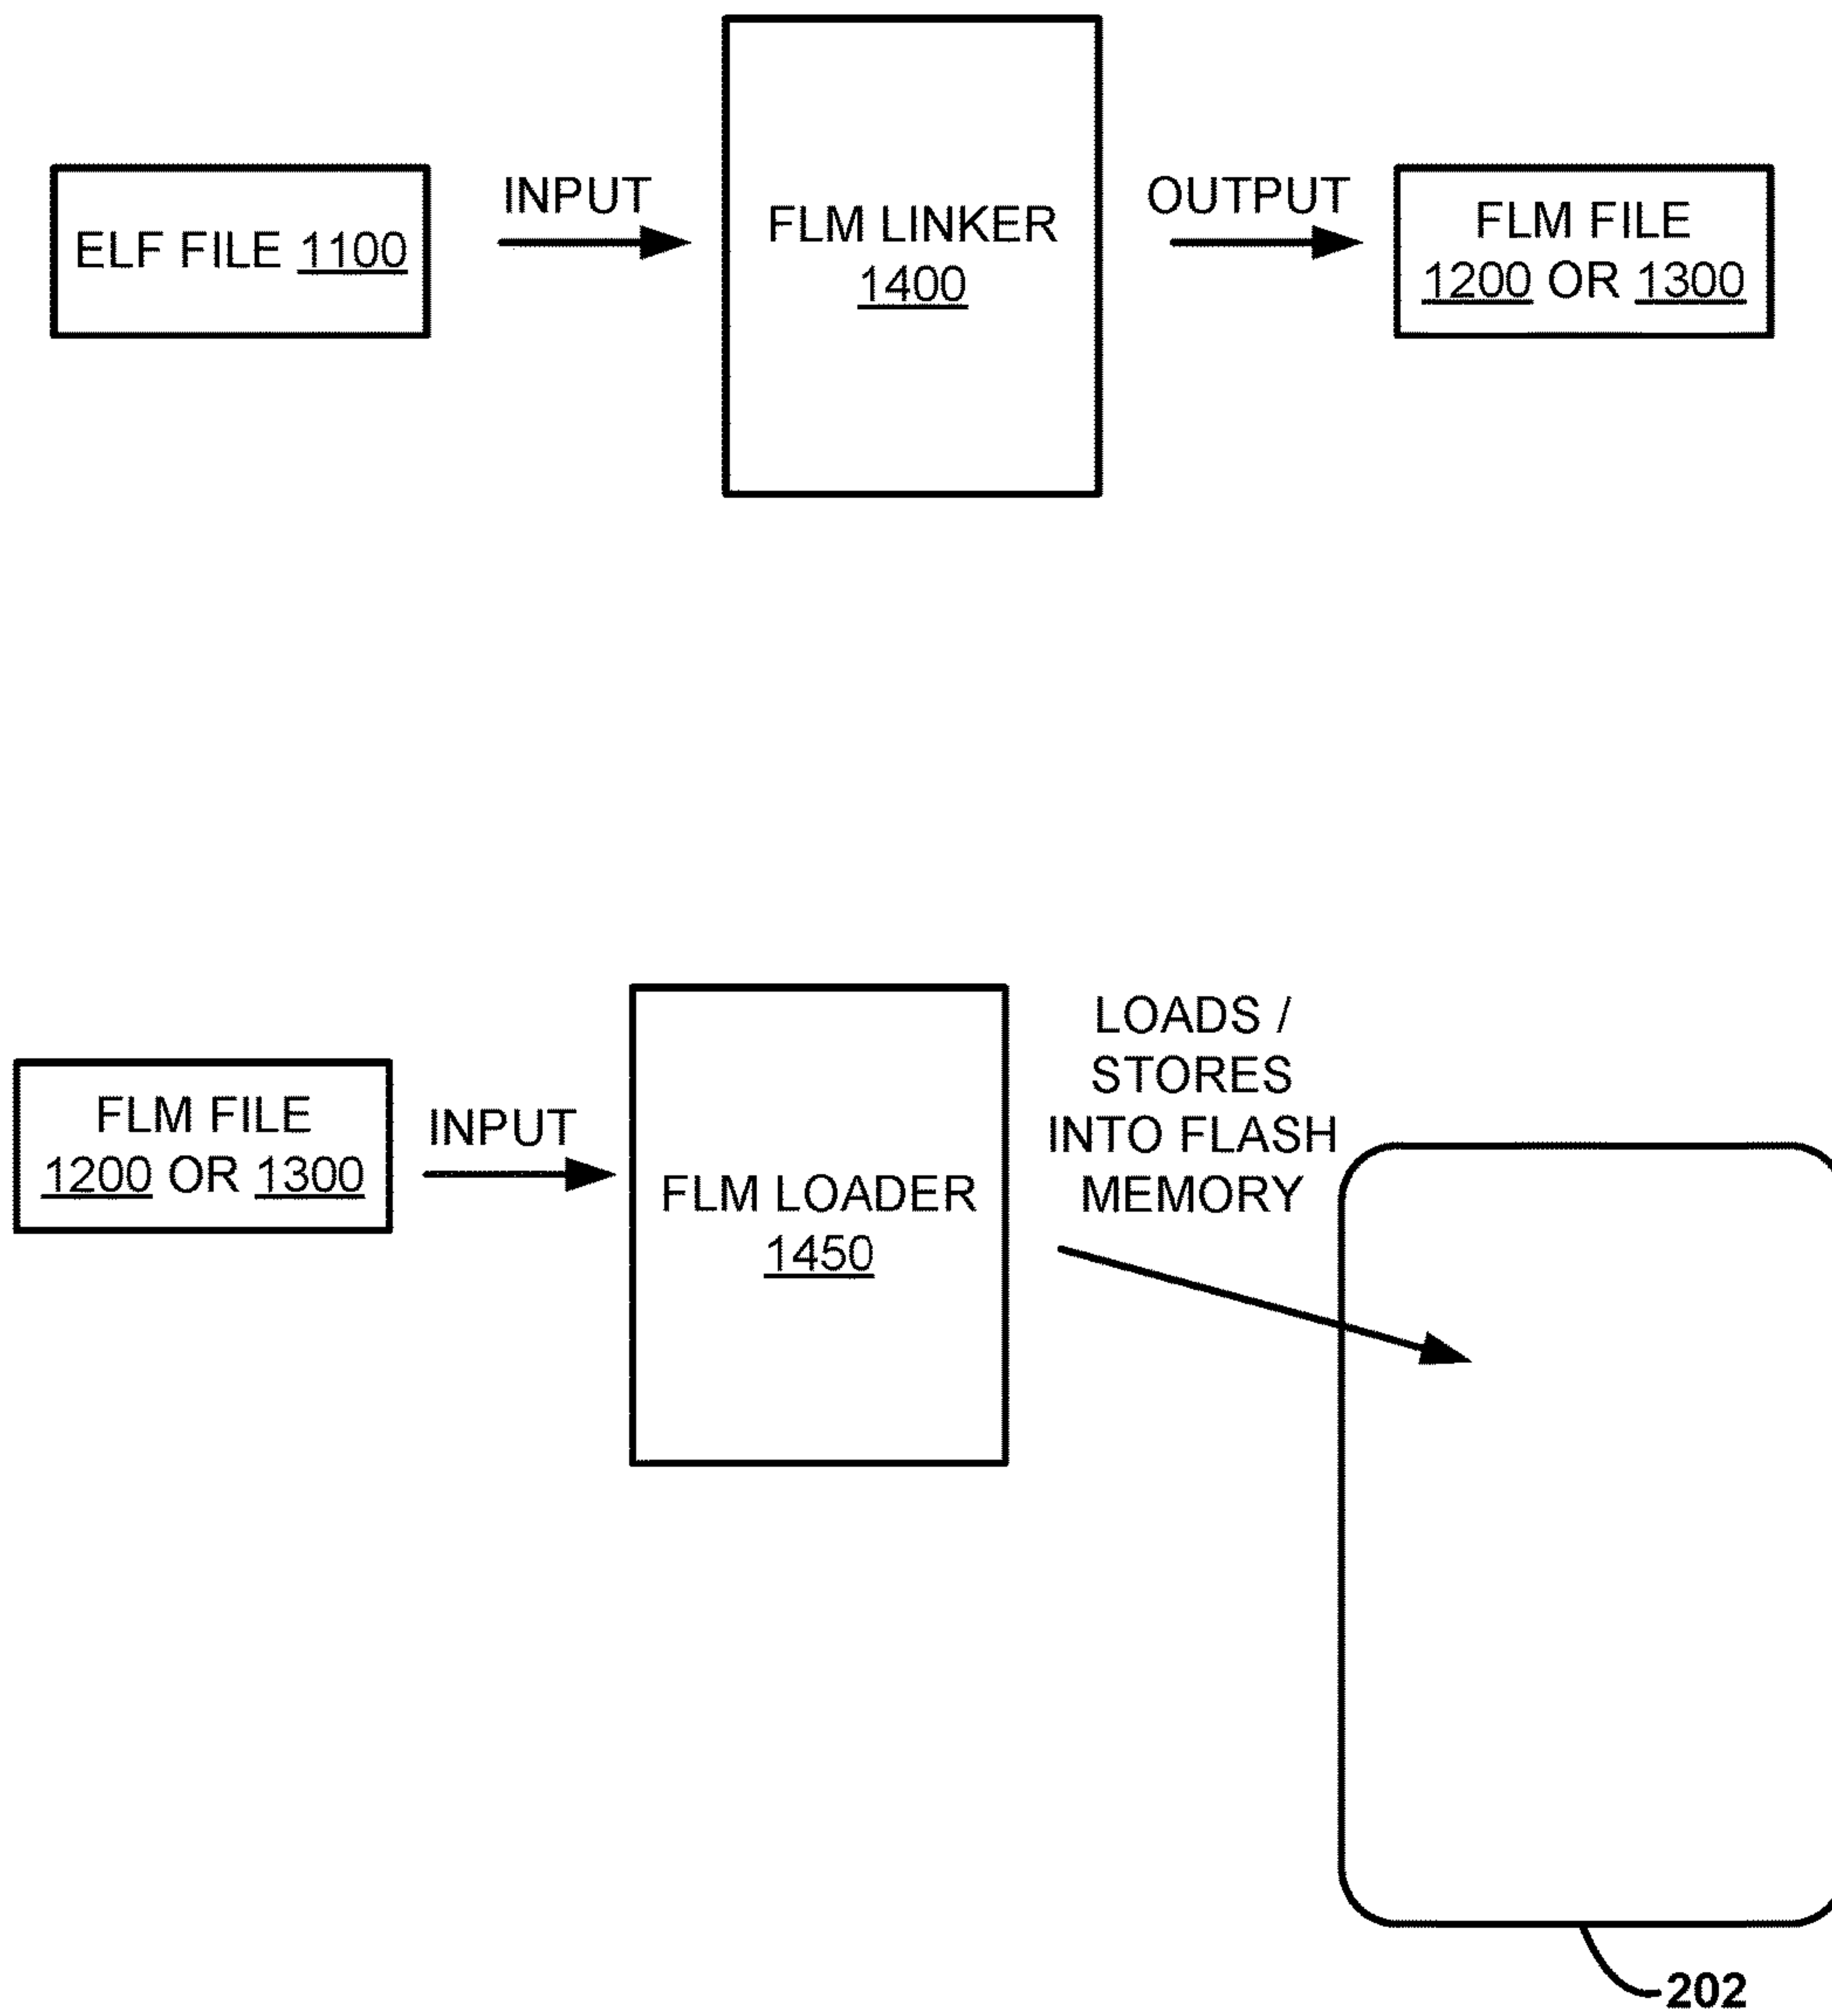 ELF FILE 1100
INPUT
FLM LINKER
1400
OUTPUT
FLM FILE
1200 OR 1300
FLM FILE
1200 OR 1300
INPUT
FLM LOADER
1450
LOADS /
STORES
INTO FLASH
MEMORY
202